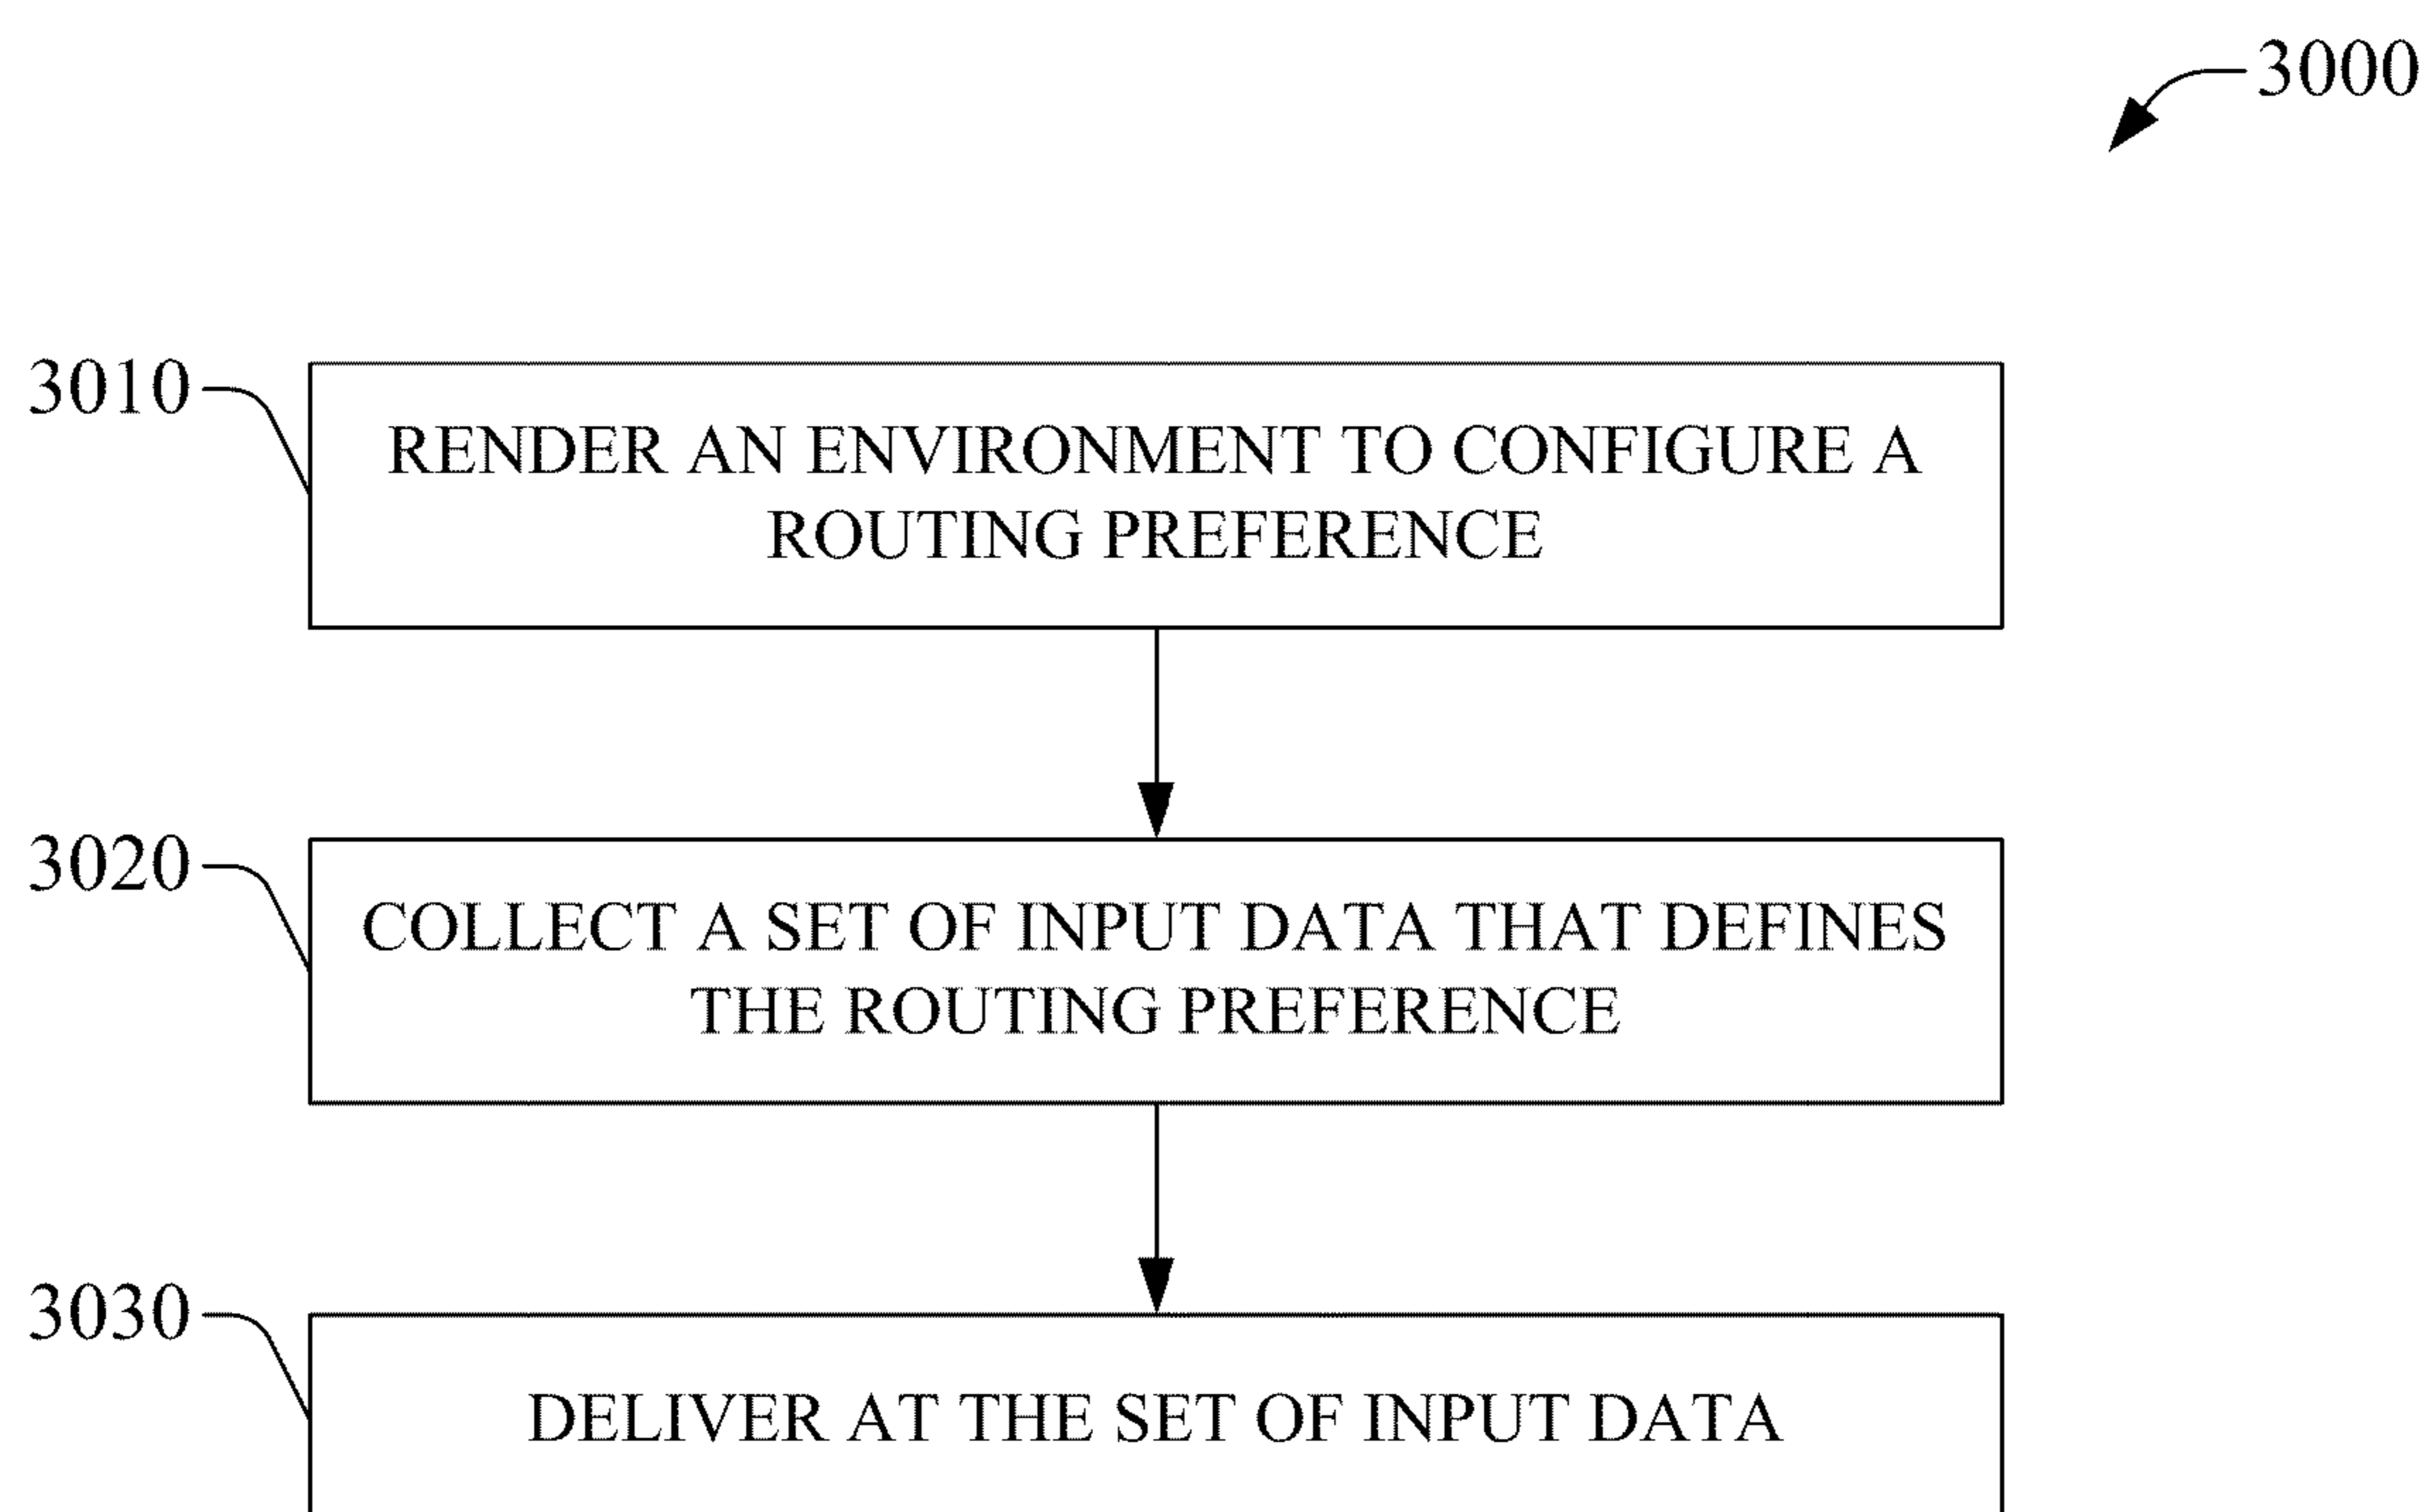 3000
3010
RENDER AN ENVIRONMENT TO CONFIGURE A
ROUTING PREFERENCE
3020
COLLECT A SET OF INPUT DATA THAT DEFINES
THE ROUTING PREFERENCE
3030
DELIVER AT THE SET OF INPUT DATA